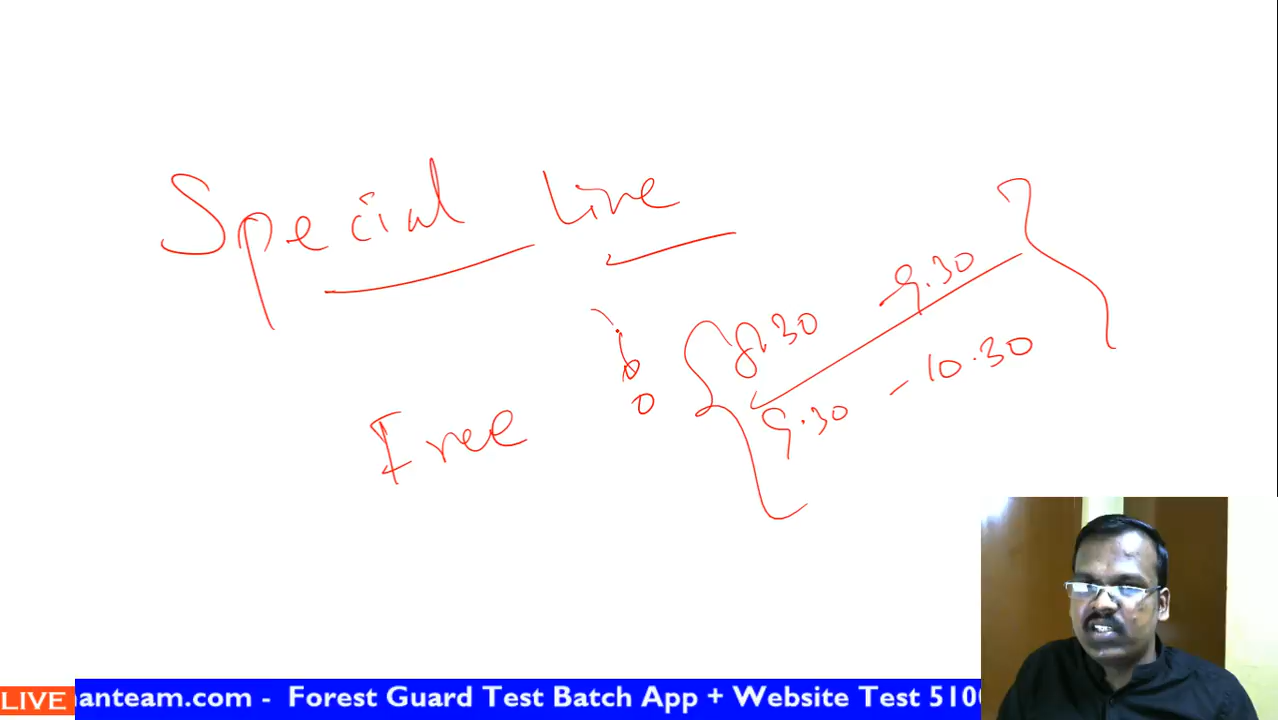 Special live
8.30 - 9.30
9.30 - 10.30
Free
LIVE
anteam.com - Forest Guard Test Batch App + Website Test 510